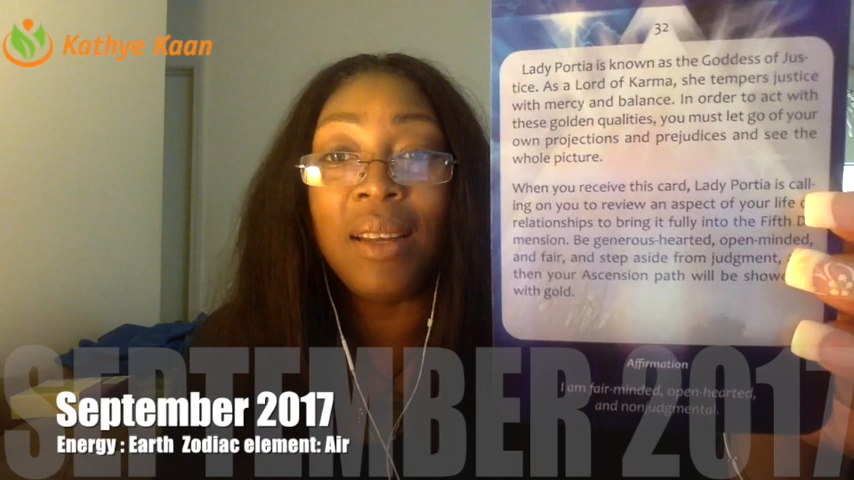 Kathye Kaan
32
Lady Portia is known as the Goddess of Jus-
tice. As a Lord of Karma, she tempers justice
with mercy and balance. In order to act with
these golden qualities, you must let go of your
own projections and prejudices and see the
whole picture.
When you receive this card, Lady Portia is call-
ing on you to review an aspect of your life
relationships to bring it fully into the Fifth D
mension. Be generous-hearted, open-minded,
and fair, and step aside from judgment,
then your Ascension path will be show
with gold.
Affirmation
I am fair-minded, open-hearted,
and nonjudgmental.
SEPTEMBER 2017
September 2017
Energy : Earth Zodiac element: Air